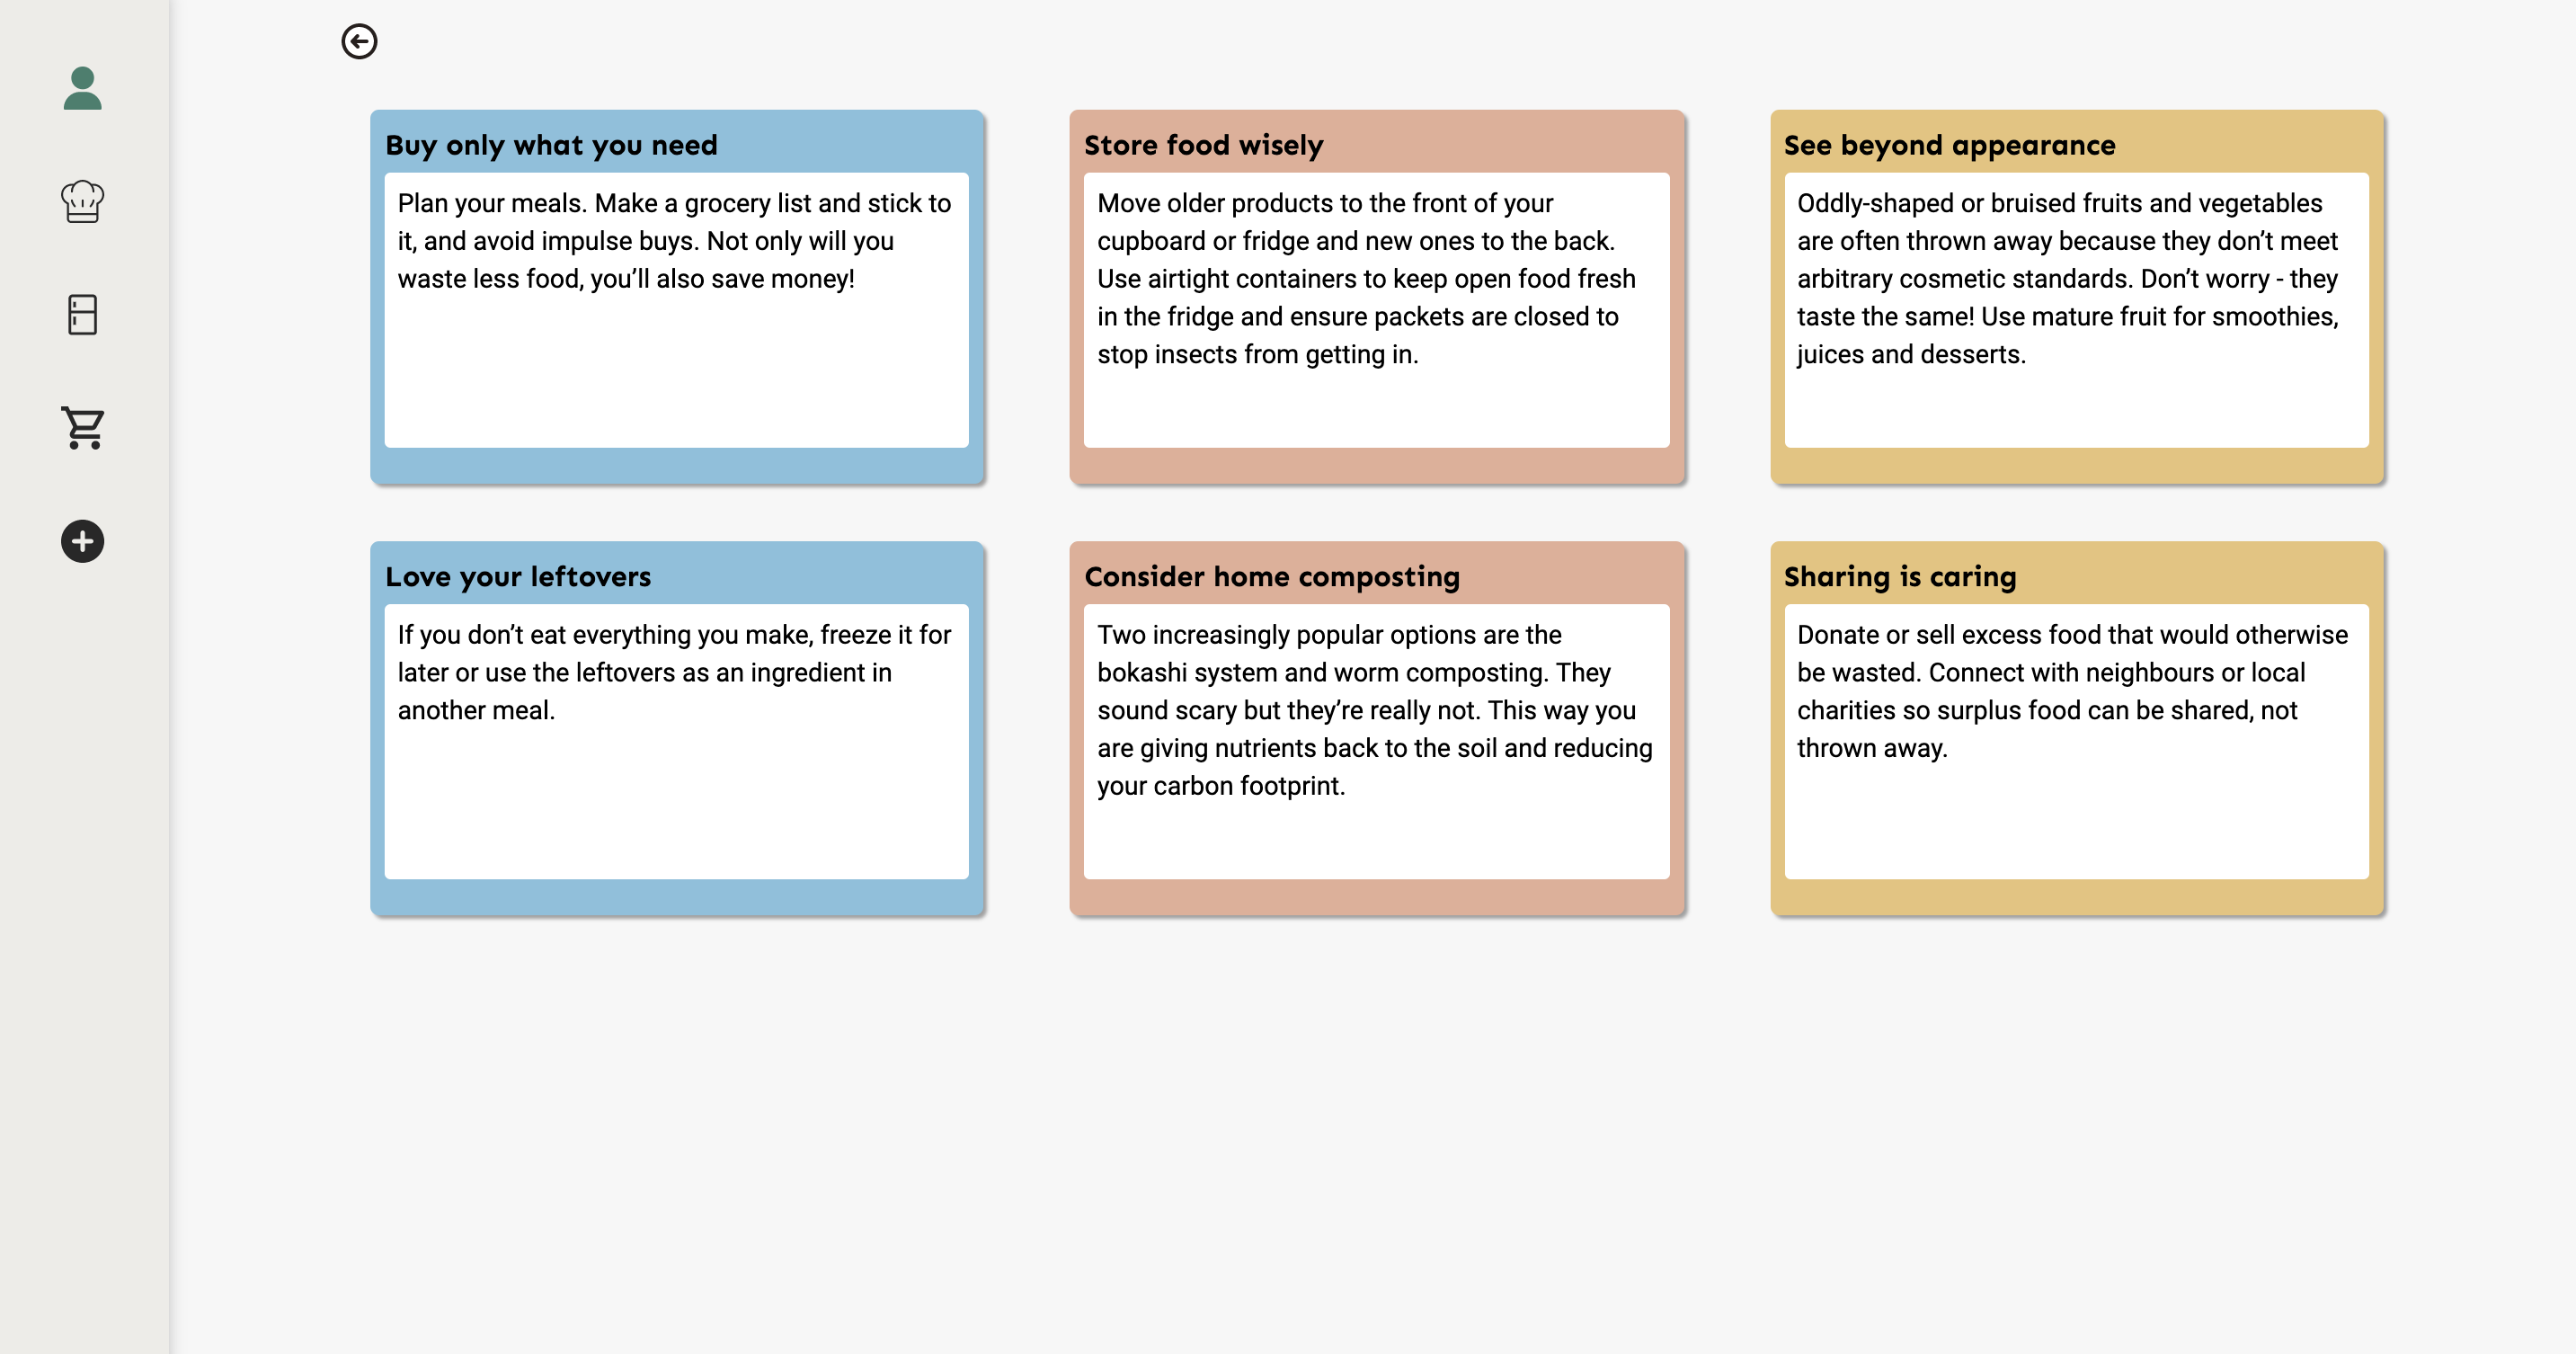 Buy only what you need
Plan your meals. Make a grocery list and stick to
it, and avoid impulse buys. Not only will you
waste less food, you’ll also save money!
Store food wisely
Move older products to the front of your
cupboard or fridge and new ones to the back.
Use airtight containers to keep open food fresh
in the fridge and ensure packets are closed to
stop insects from getting in.
See beyond appearance
Oddly-shaped or bruised fruits and vegetables
are often thrown away because they don’t meet
arbitrary cosmetic standards. Don’t worry - they
taste the same! Use mature fruit for smoothies,
juices and desserts.
Love your leftovers
If you don’t eat everything you make, freeze it for
later or use the leftovers as an ingredient in
another meal.
Consider home composting
Two increasingly popular options are the
bokashi system and worm composting. They
sound scary but they’re really not. This way you
are giving nutrients back to the soil and reducing
your carbon footprint.
Sharing is caring
Donate or sell excess food that would otherwise
be wasted. Connect with neighbours or local
charities so surplus food can be shared, not
thrown away.